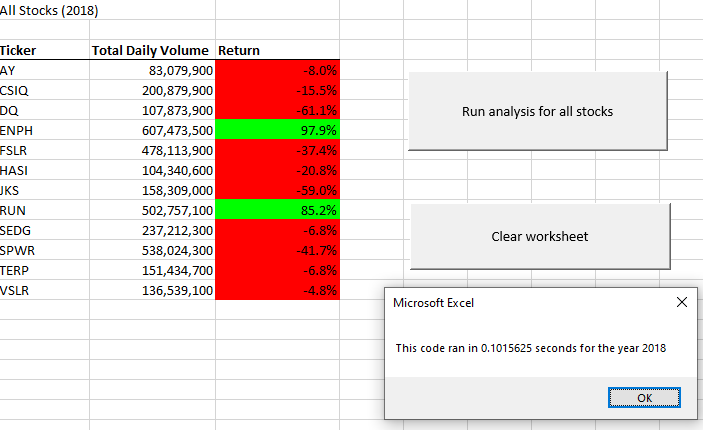 All Stocks (2018)
Ticker Total Daily Volume Return
AY 83,079,900 -8.0%
CSIQ 200,879,900 -15.5%
DQ 107,873,900 -61.1%
ENPH 607,473,500 97.9%
FSLR 478,113,900 -37.4%
HASI 104,340,600 -20.8%
JKS 158,309,000 -59.0%
RUN 502,757,100 85.2%
SEDG 237,212,300 -6.8%
SPWR 538,024,300 -41.7%
TERP 151,434,700 -6.8%
VSLR 136,539,100 -4.8%
Run analysis for all stocks
Clear worksheet
Microsoft Excel
This code ran in 0.1015625 seconds for the year 2018
OK